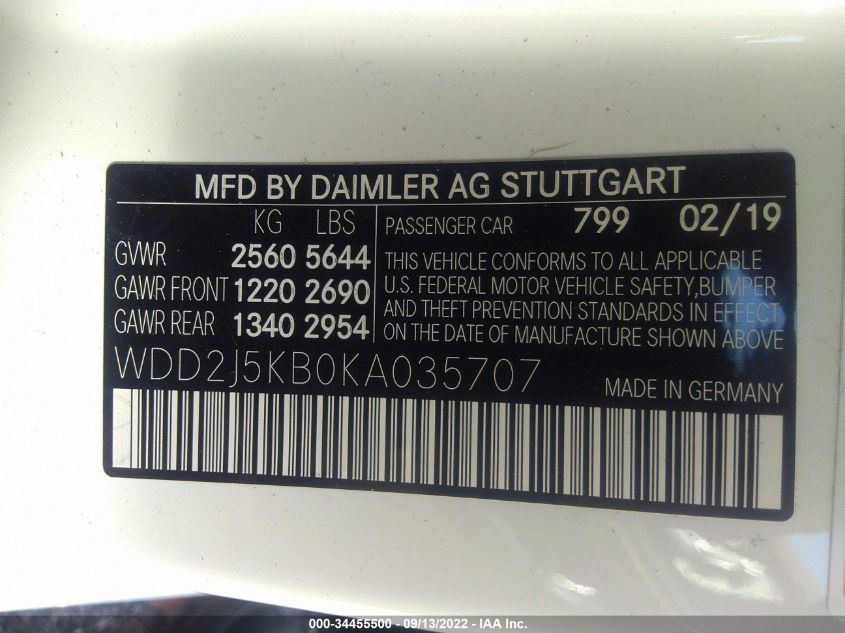 MFD BY DAIMLER AG STUTTGART
KG LBS
GVWR 2560 5644
GAWR FRONT 1220 2690
GAWR REAR 1340 2954
PASSENGER CAR 799 02/19
THIS VEHICLE CONFORMS TO ALL APPLICABLE
U.S. FEDERAL MOTOR VEHICLE SAFETY,BUMPER
AND THEFT PREVENTION STANDARDS IN EFFECT
ON THE DATE OF MANUFACTURE SHOWN ABOVE
WDD2J5KB0KA035707
MADE IN GERMANY
000-34455500 - 09/13/2022 - IAA Inc.